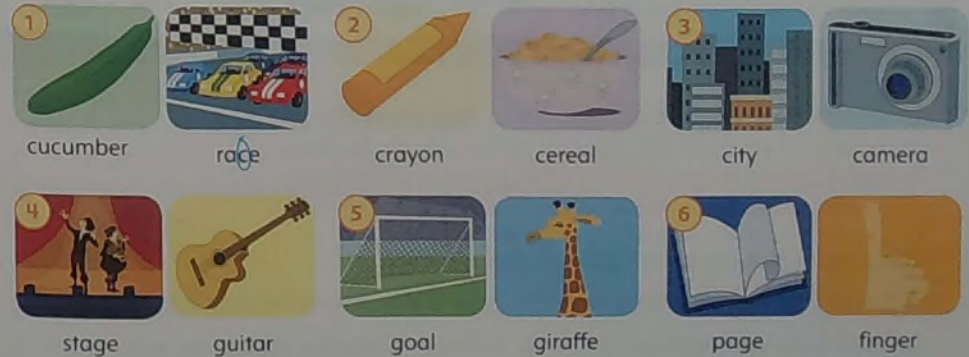 1 2 3
cucumber race crayon cereal city camera
4 5 6
stage guitar goal giraffe page finger